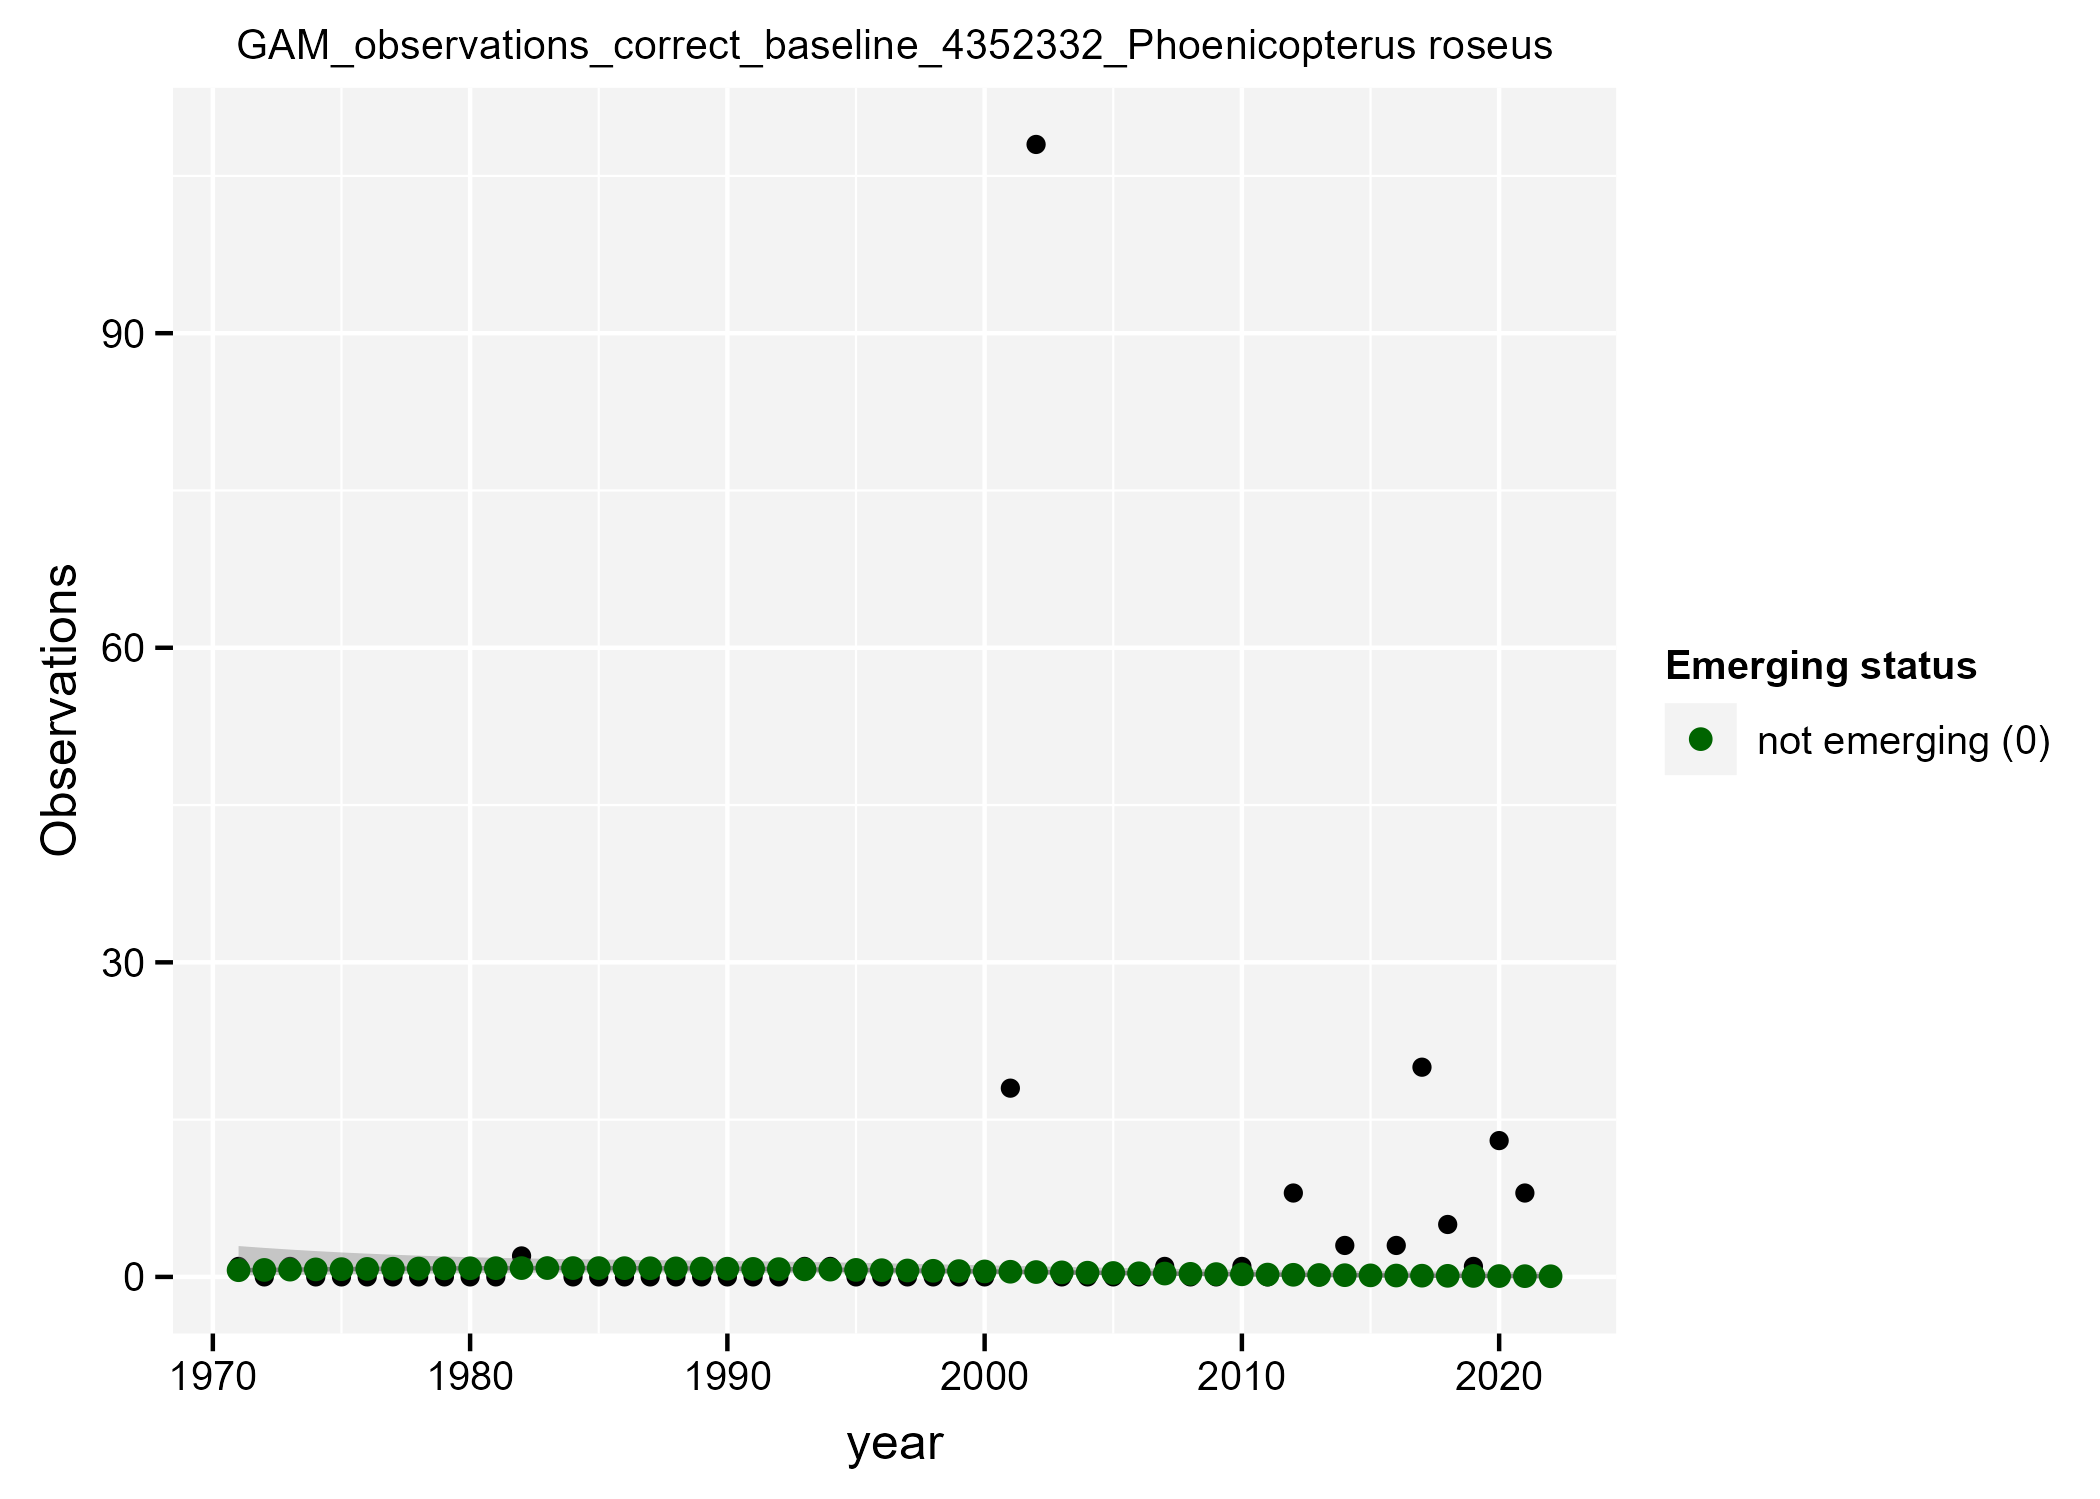 GAM_observations_correct_baseline_4352332_Phoenicopterus roseus
Observations
90
60
30
0
1970 1980 1990 2000 2010 2020
year
Emerging status
not emerging (0)